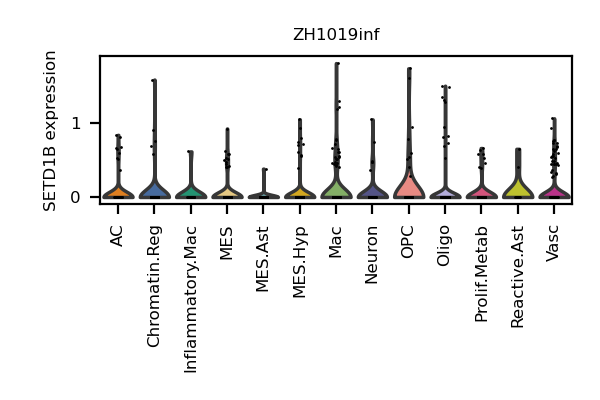 ZH1019inf
SETD1B expression
1
0
AC
Chromatin.Reg
Inflammatory.Mac
MES
MES.Ast
MES.Hyp
Mac
Neuron
OPC
Oligo
Prolif.Metab
Reactive.Ast
Vasc